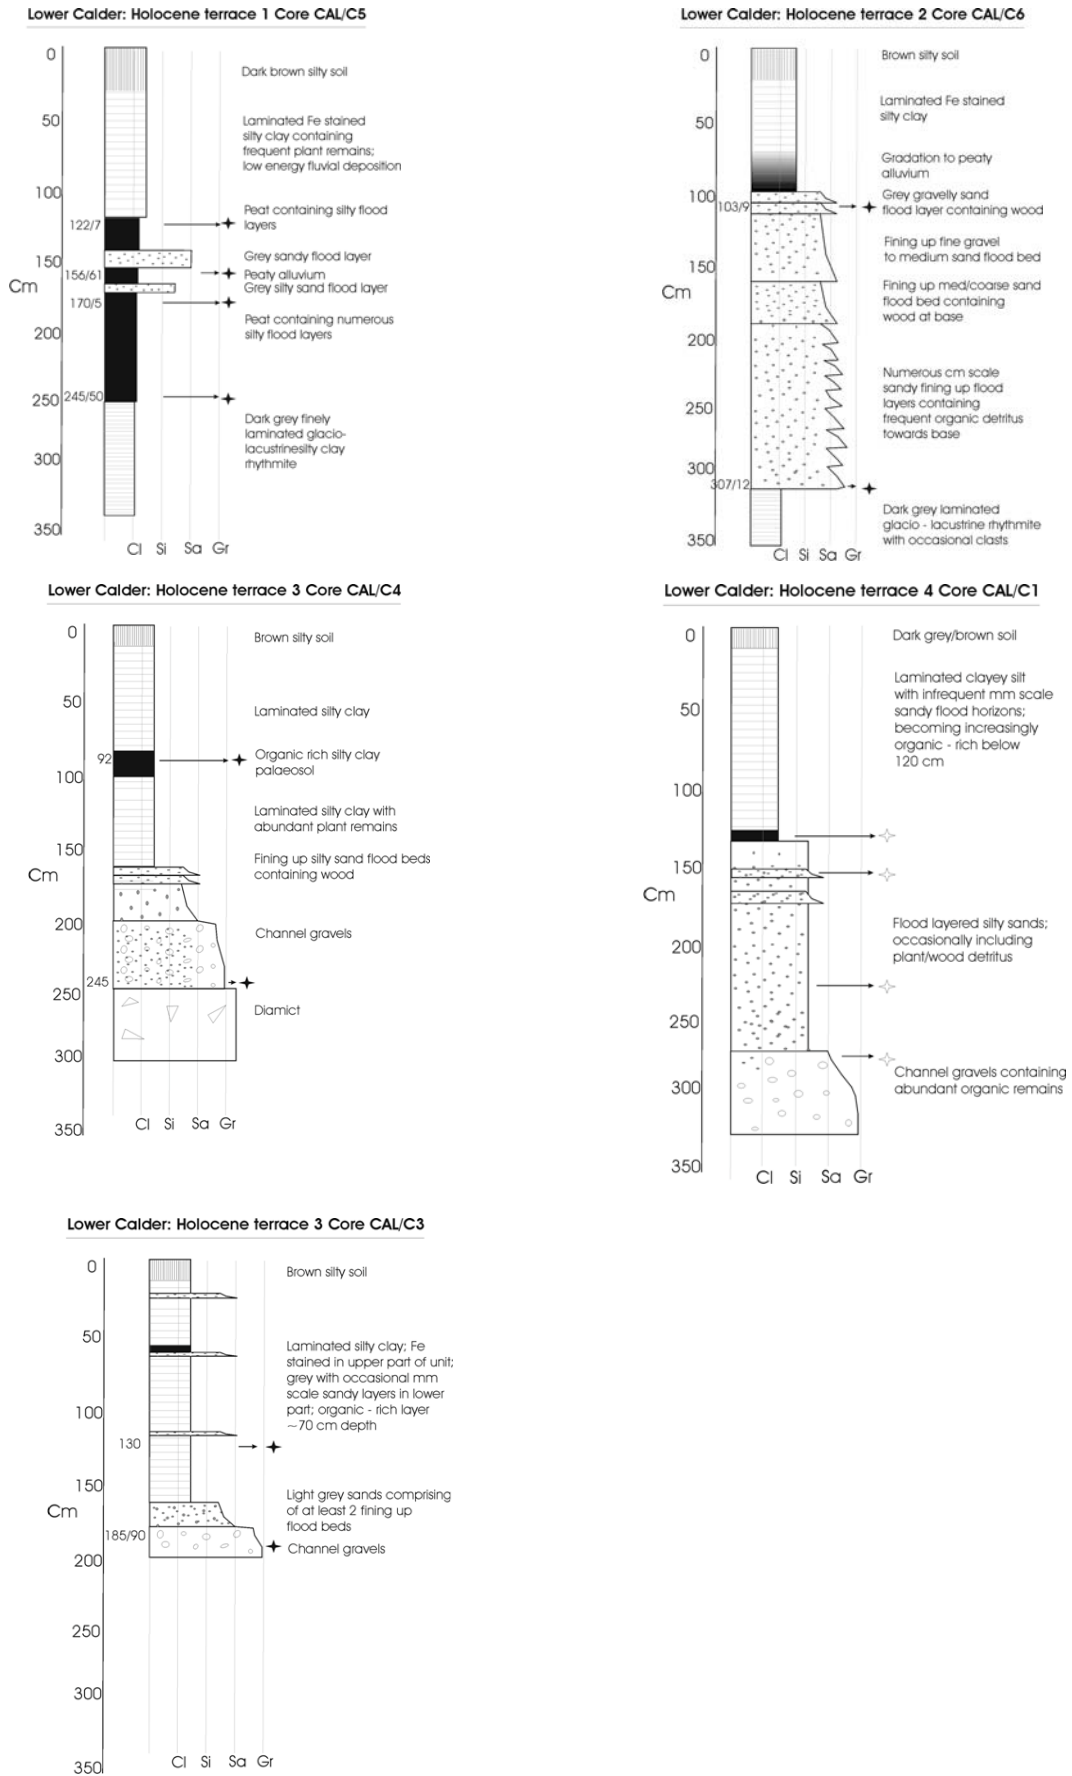 Lower Calder: Holocene terrace 1 Core CAL/C5
0
50
100
150
Cm
200
250
300
350
122/7
156/61
170/5
245/50
Dark brown silty soil
Laminated Fe stained
silty clay containing
frequent plant remains;
low energy fluvial deposition
Peat containing silty flood
layers
Grey sandy flood layer
Peaty alluvium
Grey silty sand flood layer
Peat containing numerous
silty flood layers
Dark grey finely
laminated glacio-
lacustrinesilty clay
rhythmite
Cl Si Sa Gr
Lower Calder: Holocene terrace 2 Core CAL/C6
0
50
100
150
Cm
200
250
300
350
103/9
307/12
Brown silty soil
Laminated Fe stained
silty clay
Gradation to peaty
alluvium
Grey gravelly sand
flood layer containing wood
Fining up fine gravel
to medium sand flood bed
Fining up med/coarse sand
flood bed containing
wood at base
Numerous cm scale
sandy fining up flood
layers containing
frequent organic detritus
towards base
Dark grey laminated
glacio - lacustrine rhythmite
with occasional clasts
Cl Si Sa Gr
Lower Calder: Holocene terrace 3 Core CAL/C4
0
50
100
150
Cm
200
250
300
350
92
245
Brown silty soil
Laminated silty clay
Organic rich silty clay
palaeosol
Laminated silty clay with
abundant plant remains
Fining up silty sand flood beds
containing wood
Channel gravels
Diamict
Cl Si Sa Gr
Lower Calder: Holocene terrace 4 Core CAL/C1
0
50
100
150
Cm
200
250
300
350
Dark grey/brown soil
Laminated clayey silt
with infrequent mm scale
sandy flood horizons;
becoming increasingly
organic - rich below
120 cm
Flood layered silty sands;
occasionally including
plant/wood detritus
Channel gravels containing
abundant organic remains
Cl Si Sa Gr
Lower Calder: Holocene terrace 3 Core CAL/C3
0
50
100
150
Cm
200
250
300
350
130
185/90
Brown silty soil
Laminated silty clay; Fe
stained in upper part of unit;
grey with occasional mm
scale sandy layers in lower
part; organic - rich layer
~70 cm depth
Light grey sands comprising
of at least 2 fining up
flood beds
Channel gravels
Cl Si Sa Gr